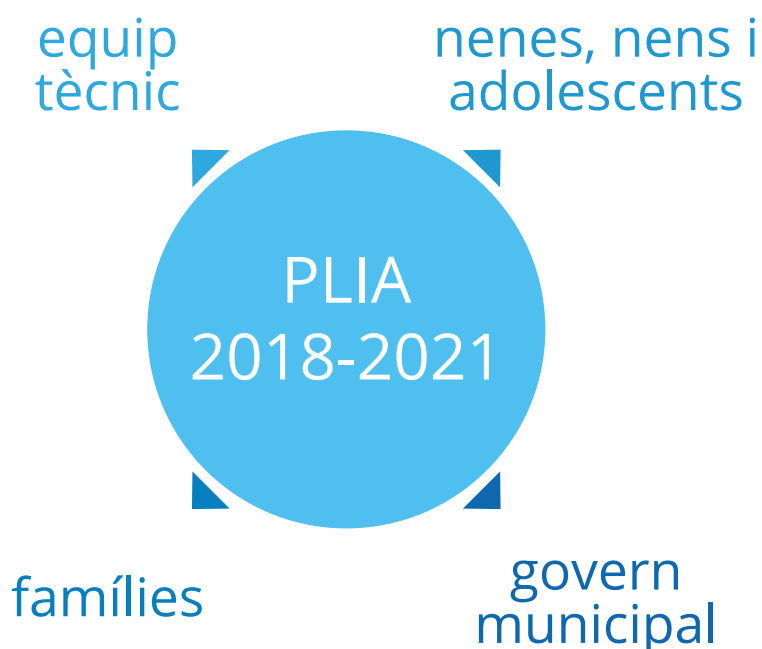 equip
tècnic
nenes, nens i
adolescents
PLIA
2018-2021
famílies
govern
municipal